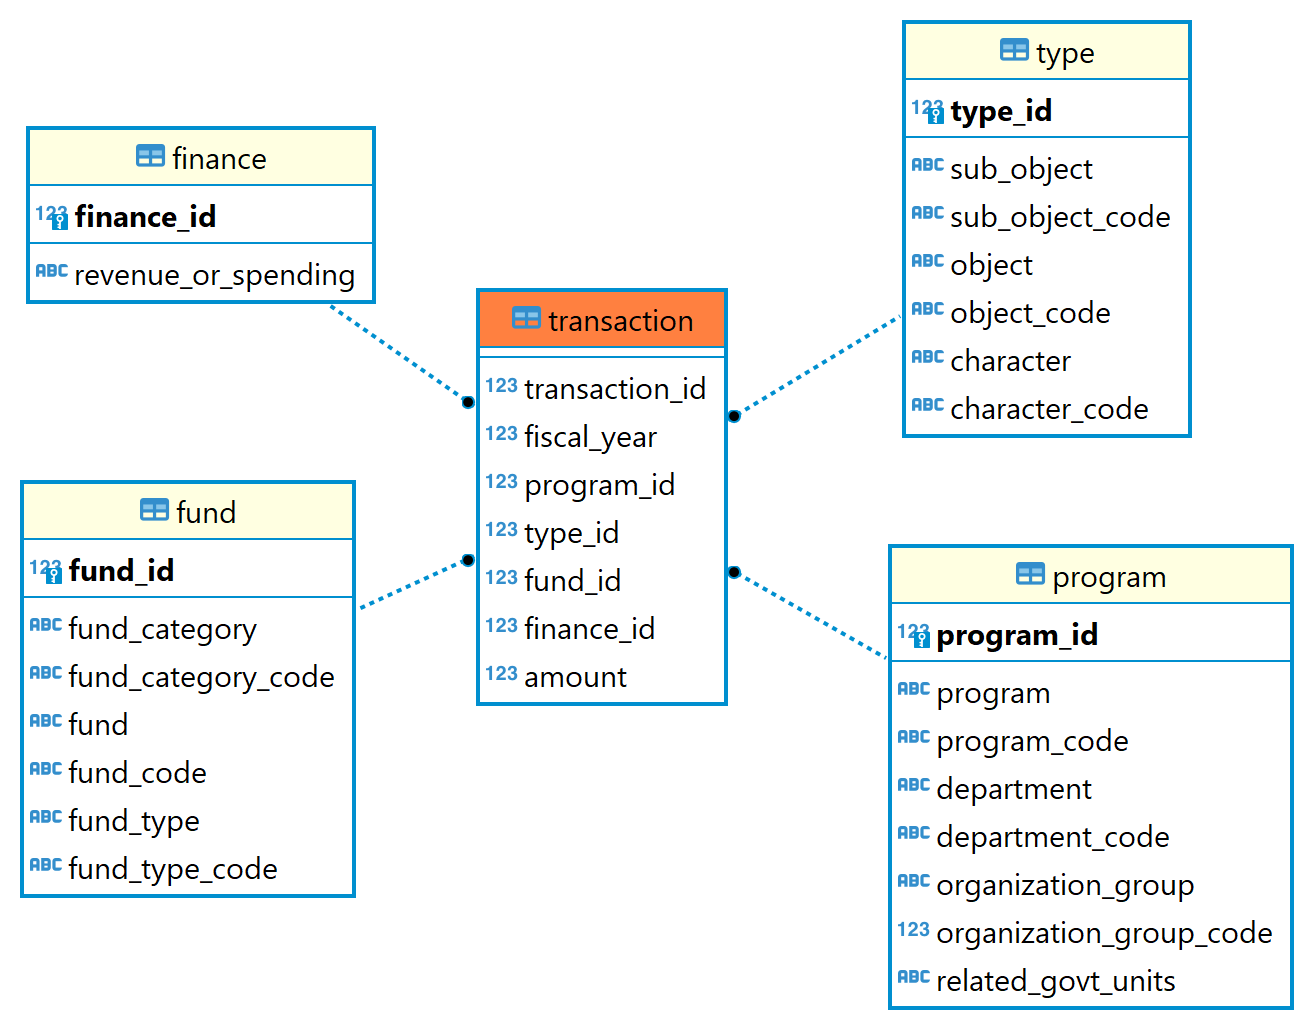 finance
123 finance_id
ABC revenue_or_spending
fund
123 fund_id
ABC fund_category
ABC fund_category_code
ABC fund
ABC fund_code
ABC fund_type
ABC fund_type_code
transaction
123 transaction_id
123 fiscal_year
123 program_id
123 type_id
123 fund_id
123 finance_id
123 amount
type
123 type_id
ABC sub_object
ABC sub_object_code
ABC object
ABC object_code
ABC character
ABC character_code
program
123 program_id
ABC program
ABC program_code
ABC department
ABC department_code
ABC organization_group
123 organization_group_code
ABC related_govt_units